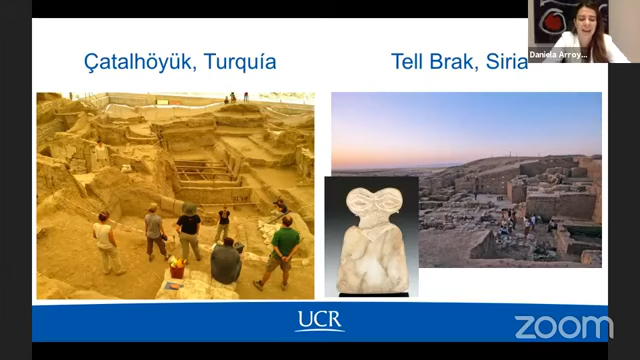 Çatalhöyük, Turquía
Tell Brak, Siria
Daniela Arroy...
UCR
zoom